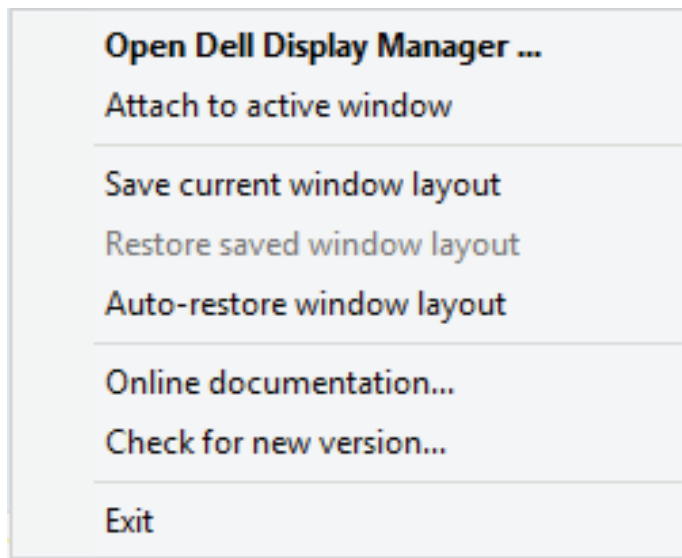 Open Dell Display Manager ...
Attach to active window
Save current window layout
Restore saved window layout
Auto-restore window layout
Online documentation...
Check for new version...
Exit